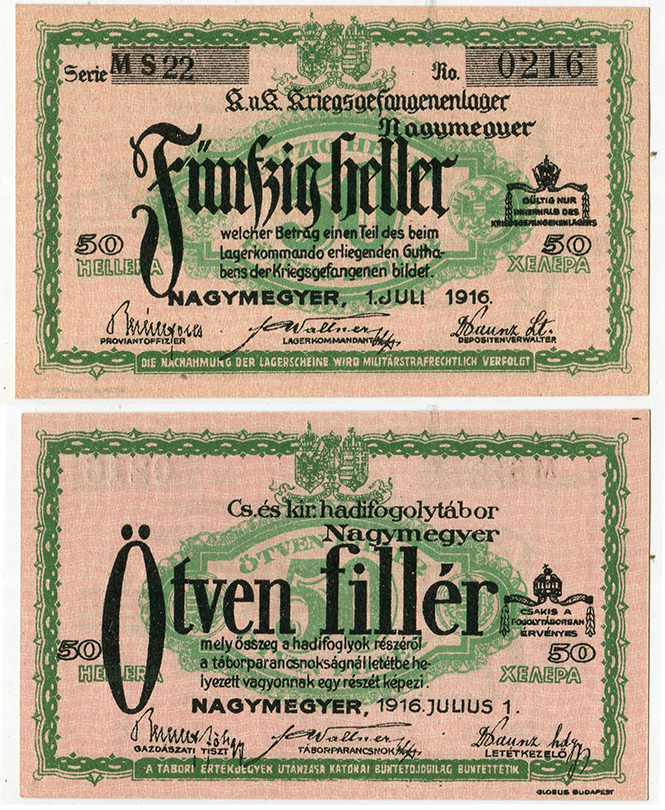 Serie MS22 No. 0216
K.u.K. Kriegsgefangenenlager
Nagymegyer
Fünfzig heller
GÜLTIG NUR
INNERHALB DES
KRIEGSGEFANGENENLAGERS
welcher Betrag einen Teil des beim
Lagerkommando erliegenden Gutha-
bens der Kriegsgefangenen bildet.
50 50
HELLERA ХЕЛЕРА
NAGYMEGYER, 1. JULI 1916.
Wallner
PROVIANTOFFIZIER LAGERKOMMANDANT DEPOSITENVERWALTER
DIE NACHAHMUNG DER LAGERSCHEINE WIRD MILITÄRSTRAFRECHTLICH VERFOLGT
Cs. és kir. hadifogolytábor
Nagymegyer
ÖTVEN
Ötven fillér
CSAKIS A
FOGOLYTÁBORBAN
ÉRVÉNYES
mely összeg a hadifoglyok részéről
a táborparancsnokságnál letétbe he-
lyezett vagyonnak egy részét képezi.
50 50
HELLERA ХЕЛЕРА
NAGYMEGYER, 1916. JULIUS 1.
Wallner
GAZDÁSZATI TISZT TÁBORPARANCSNOK LETÉTKEZELŐ
A TÁBORI ÉRTÉKJEGYEK UTÁNZÁSA KATONAI BÜNTETŐJOGILAG BÜNTETTETIK
GLOBUS BUDAPEST